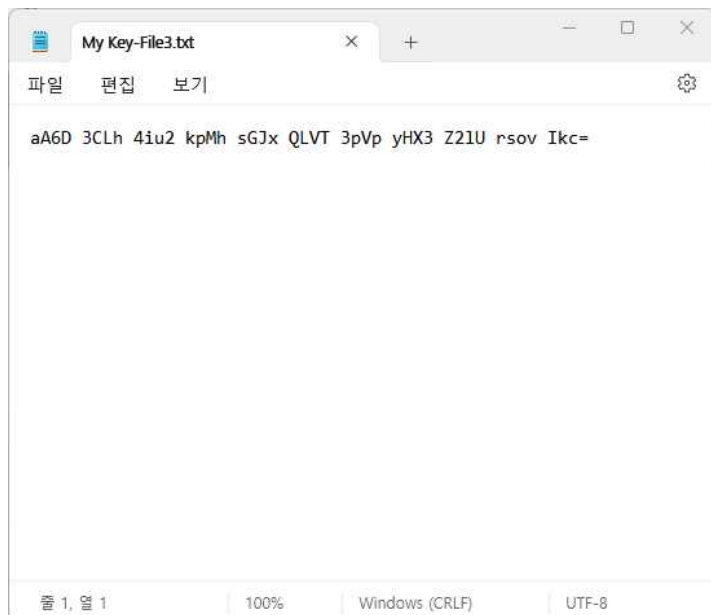 My Key-File3.txt
파일 편집 보기
aA6D 3CLh 4iu2 kpMh sGJx QLVT 3pVp yHX3 Z21U rsov Ikc=
줄 1, 열 1 100% Windows (CRLF) UTF-8